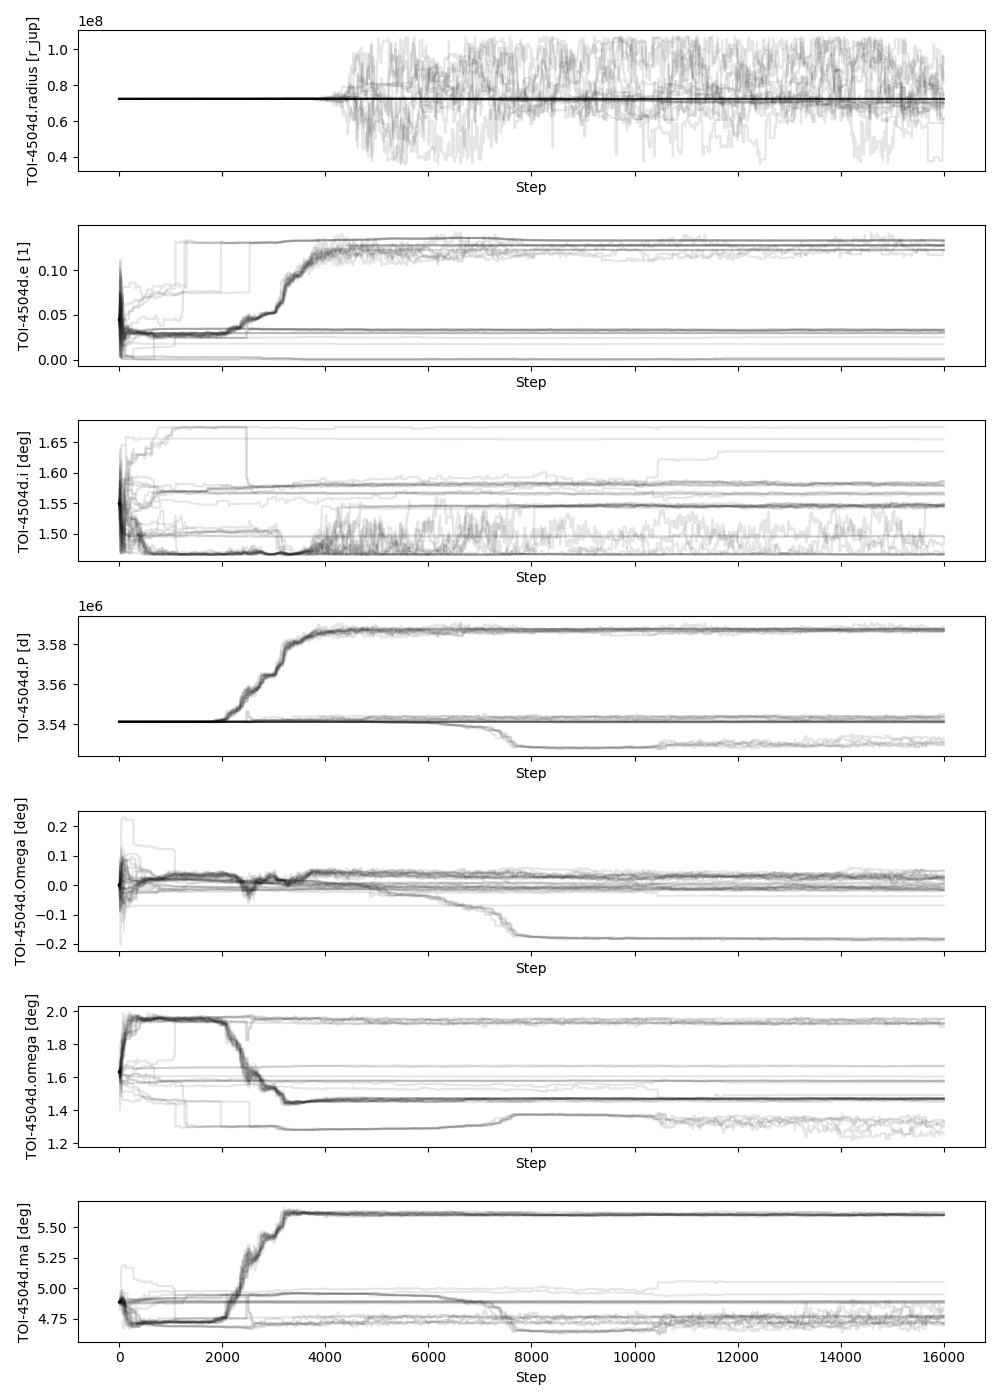 1e8
TOI-4504d.radius [r_jup]
1.0
0.8
0.6
0.4
Step
TOI-4504d.e [1]
0.10
0.05
0.00
Step
TOI-4504d.i [deg]
1.65
1.60
1.55
1.50
Step
1e6
TOI-4504d.P [d]
3.58
3.56
3.54
Step
TOI-4504d.Omega [deg]
0.2
0.1
0.0
−0.1
−0.2
Step
TOI-4504d.omega [deg]
2.0
1.8
1.6
1.4
1.2
Step
TOI-4504d.ma [deg]
5.50
5.25
5.00
4.75
0 2000 4000 6000 8000 10000 12000 14000 16000
Step